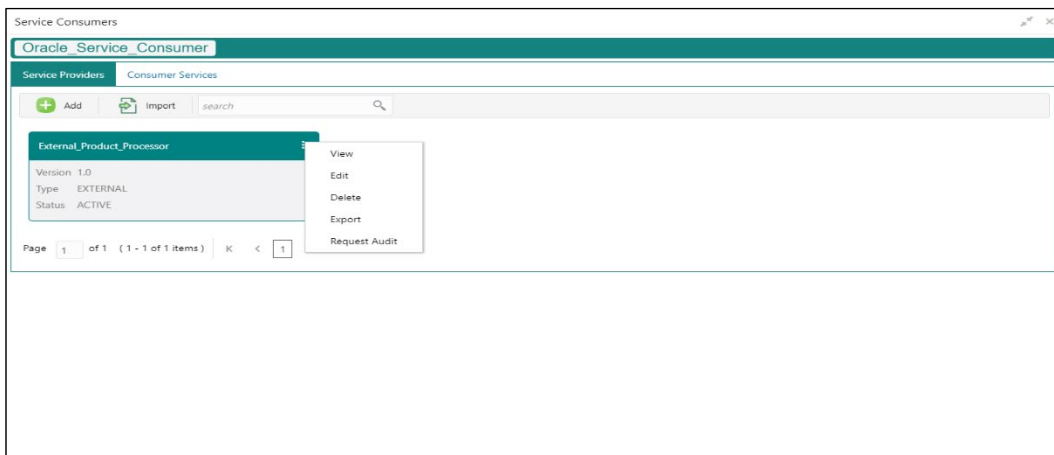 Service Consumers
Oracle_Service_Consumer
Service Providers Consumer Services
Add Import search
External_Product_Processor
Version 1.0
Type EXTERNAL
Status ACTIVE
View
Edit
Delete
Export
Request Audit
Page 1 of 1 ( 1 - 1 of 1 items ) K < 1